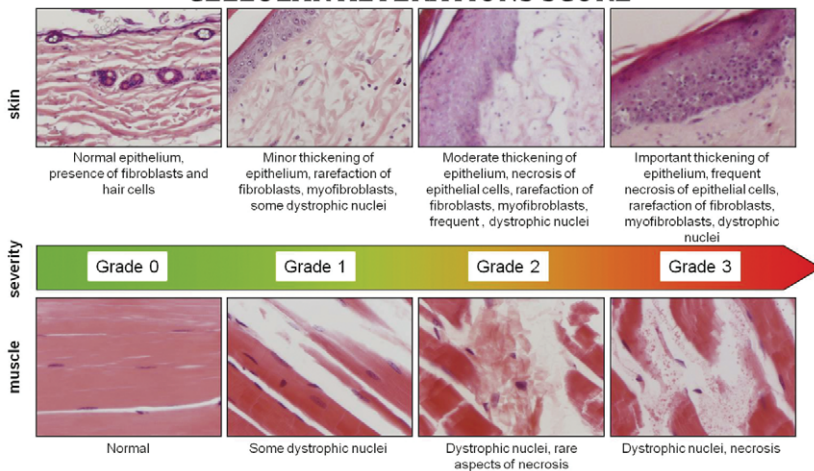 skin
Normal epithelium,
presence of fibroblasts and
hair cells
Minor thickening of
epithelium, rarefaction of
fibroblasts, myofibroblasts,
some dystrophic nuclei
Moderate thickening of
epithelium, necrosis of
epithelial cells, rarefaction of
fibroblasts, myofibroblasts,
frequent , dystrophic nuclei
Important thickening of
epithelium, frequent
necrosis of epithelial cells,
rarefaction of fibroblasts,
myofibroblasts, dystrophic
nuclei
severity
Grade 0
Grade 1
Grade 2
Grade 3
muscle
Normal
Some dystrophic nuclei
Dystrophic nuclei, rare
aspects of necrosis
Dystrophic nuclei, necrosis